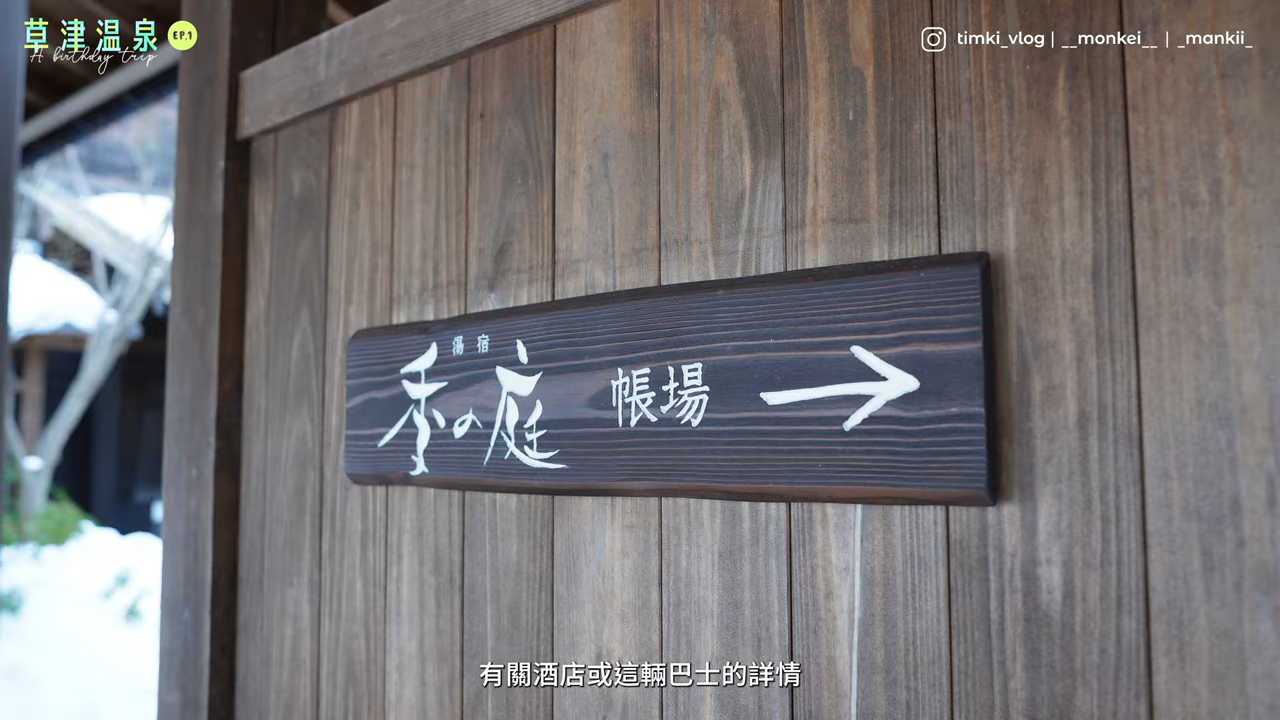 草津温泉 EP.1
A birthday trip
timki_vlog | __monkei__ | _mankii_
湯宿
季の庭 帳場 →
有關酒店或這輛巴士的詳情